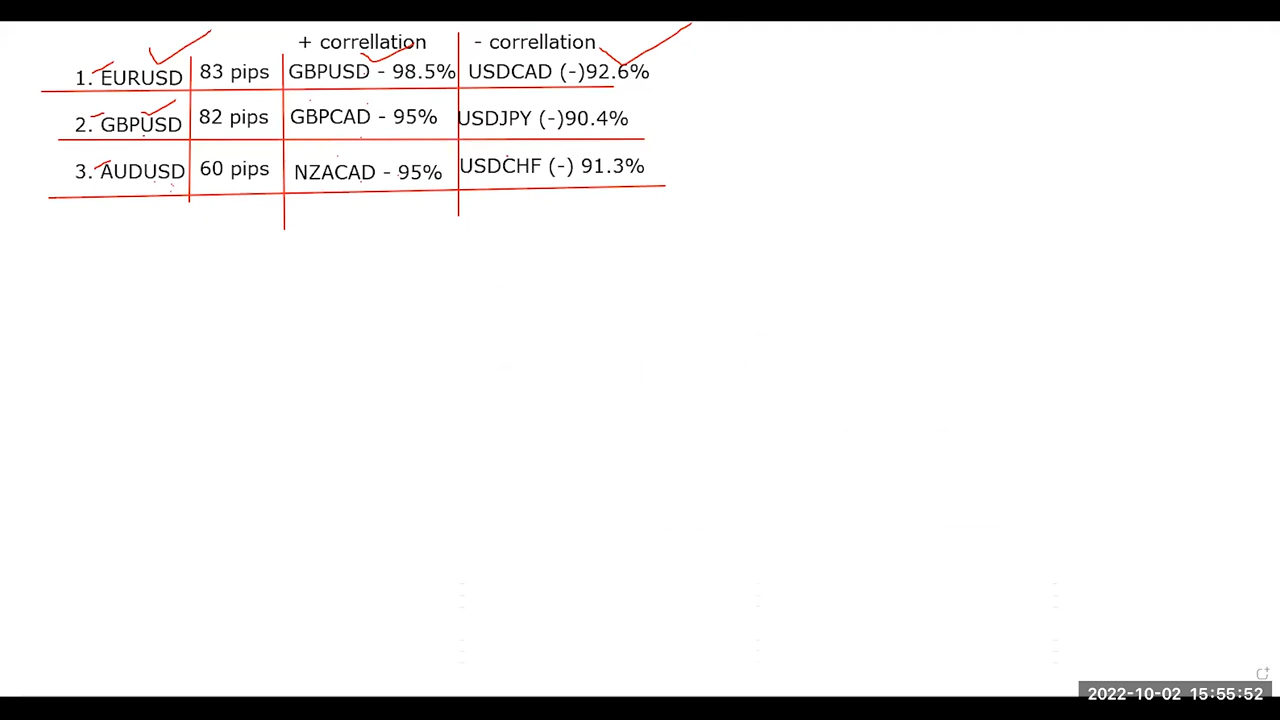 + correllation - correllation
1. EURUSD 83 pips GBPUSD - 98.5% USDCAD (-)92.6%
2. GBPUSD 82 pips GBPCAD - 95% USDJPY (-)90.4%
3. AUDUSD 60 pips NZACAD - 95% USDCHF (-) 91.3%
2022-10-02 15:55:52